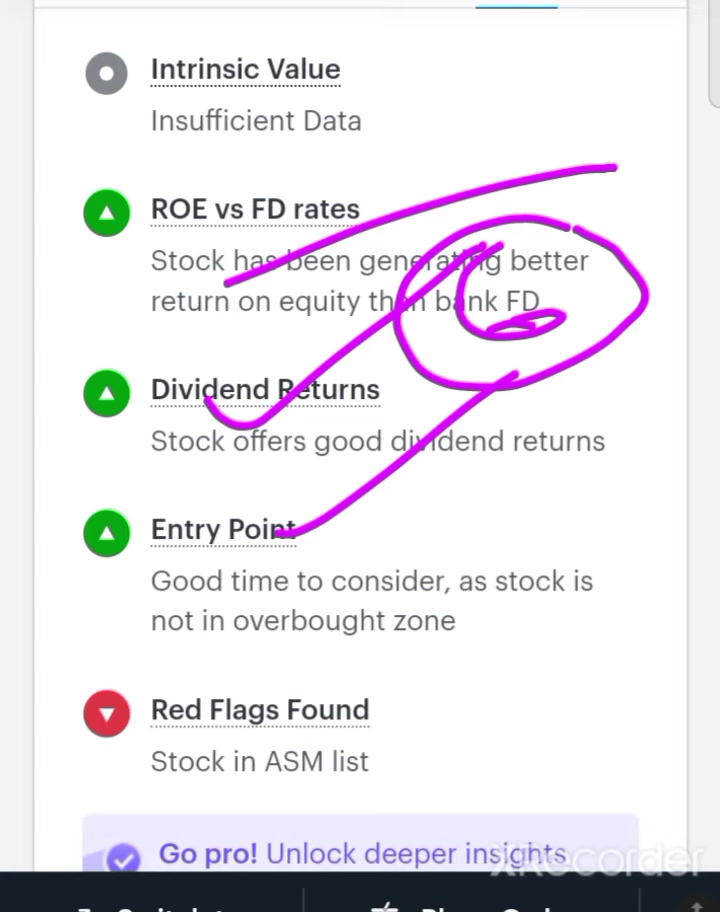 Intrinsic Value
Insufficient Data
ROE vs FD rates
Stock has been generating better
return on equity than bank FD
Dividend Returns
Stock offers good dividend returns
Entry Point
Good time to consider, as stock is
not in overbought zone
Red Flags Found
Stock in ASM list
Go pro! Unlock deeper insights
XRecorder